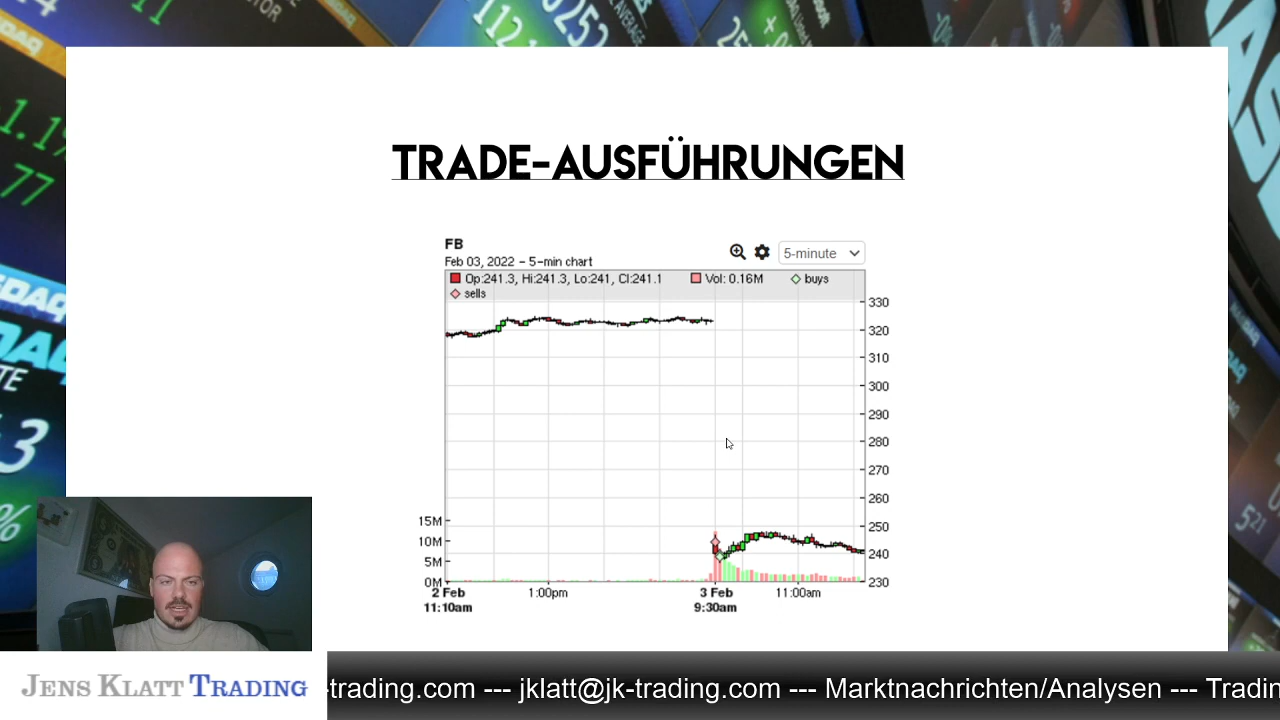 TRADE-AUSFÜHRUNGEN
FB
Feb 03, 2022 - 5-min chart
5-minute
Op:241.3, Hi:241.3, Lo:241, Cl:241.1
Vol: 0.16M
buys
sells
330
320
310
300
290
280
270
260
250
240
230
15M
10M
5M
0M
2 Feb
11:10am
1:00pm
3 Feb
9:30am
11:00am
JENS KLATT TRADING
-trading.com --- jklatt@jk-trading.com --- Marktnachrichten/Analysen --- Tradin